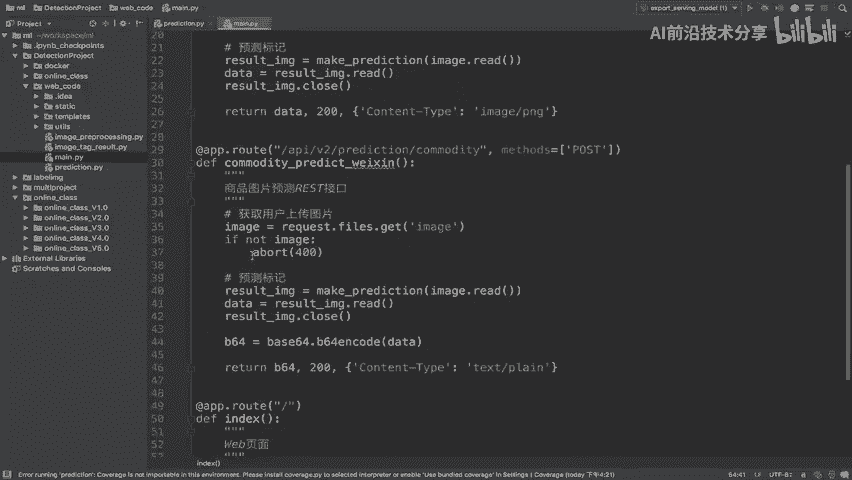 DetectionProject web_code main.py
export_serving_model (1)
AI前沿技术分享 bilibili
Project
prediction.py main.py
ml
.ipynb_checkpoints
DetectionProject
docker
online_class
web_code
.idea
static
templates
utils
image_preprocessing.py
image_tag_result.py
main.py
prediction.py
labelimg
multiproject
online_class
online_class_V1.0
online_class_V2.0
online_class_V3.0
online_class_V4.0
online_class_V5.0
External Libraries
Scratches and Consoles
20
21 # 预测标记
22 result_img = make_prediction(image.read())
23 data = result_img.read()
24 result_img.close()
25
26 return data, 200, {'Content-Type': 'image/png'}
27
28
29 @app.route("/api/v2/prediction/commodity", methods=['POST'])
30 def commodity_predict_weixin():
31 """
32 商品图片预测REST接口
33 """
34 # 获取用户上传图片
35 image = request.files.get('image')
36 if not image:
37 abort(400)
38
39 # 预测标记
40 result_img = make_prediction(image.read())
41 data = result_img.read()
42 result_img.close()
43
44 b64 = base64.b64encode(data)
45
46 return b64, 200, {'Content-Type': 'text/plain'}
47
48
49 @app.route("/")
50 def index():
51 """
52 Web页面
index()
Error running 'prediction': Coverage is not importable in this environment. Please install coverage.py to selected interpreter or enable 'Use bundled coverage' in Settings | Coverage (today 下午4:21)
54:41 LF UTF-8